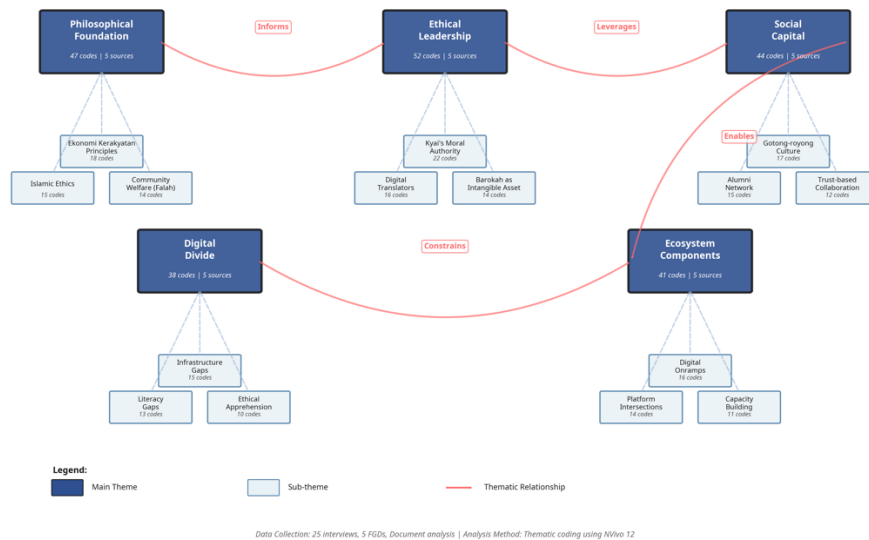 Philosophical
Foundation
47 codes | 5 sources
Informs
Ethical
Leadership
52 codes | 5 sources
Leverages
Social
Capital
44 codes | 5 sources
Ekonomi Kerakyatan
Principles
18 codes
Islamic Ethics
15 codes
Community
Welfare (Falah)
14 codes
Kyai's Moral
Authority
22 codes
Digital
Translators
16 codes
Barokah as
Intangible Asset
14 codes
Enables
Gotong-royong
Culture
17 codes
Alumni
Network
15 codes
Trust-based
Collaboration
12 codes
Digital
Divide
38 codes | 5 sources
Constrains
Ecosystem
Components
41 codes | 5 sources
Infrastructure
Gaps
15 codes
Literacy
Gaps
13 codes
Ethical
Apprehension
10 codes
Digital
Onramps
16 codes
Platform
Intersections
14 codes
Capacity
Building
11 codes
Legend:
Main Theme
Sub-theme
Thematic Relationship
Data Collection: 25 interviews, 5 FGDs, Document analysis | Analysis Method: Thematic coding using NVivo 12